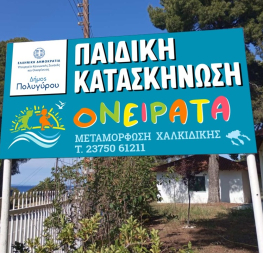 ΕΛΛΗΝΙΚΗ ΔΗΜΟΚΡΑΤΙΑ
Δήμος
Πολυγύρου
ΠΑΙΔΙΚΗ
ΚΑΤΑΣΚΗΝΩΣΗ
ΟΝΕΙΡΑΤΑ
ΜΕΤΑΜΟΡΦΩΣΗ ΧΑΛΚΙΔΙΚΗΣ
Τ. 23750 61211